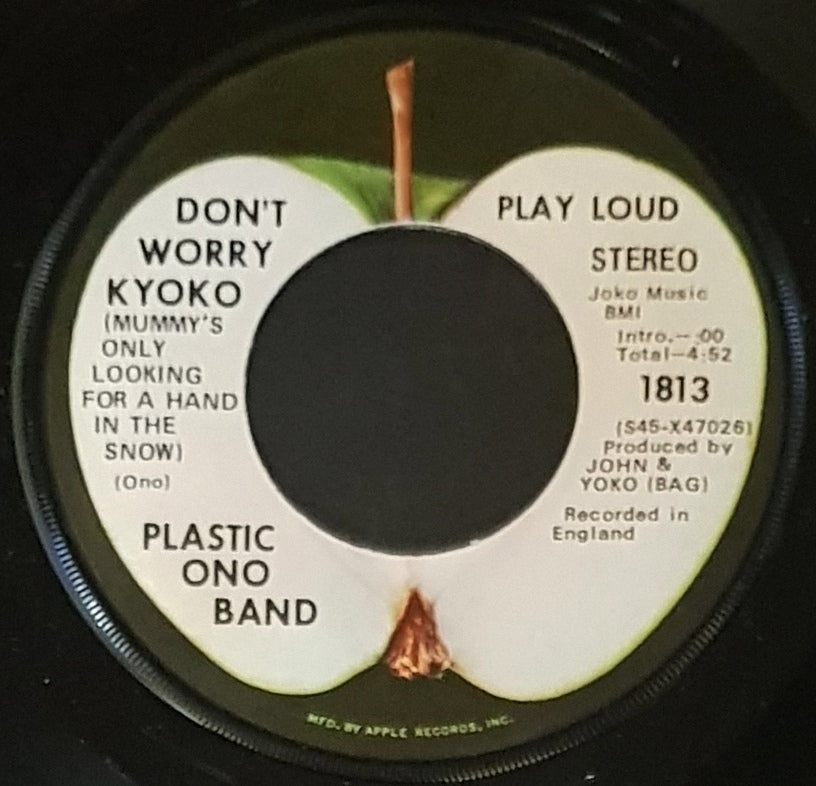 DON'T
WORRY
KYOKO
(MUMMY'S
ONLY
LOOKING
FOR A HAND
IN THE
SNOW)
(Ono)
PLASTIC
ONO
BAND
PLAY LOUD
STEREO
Joko Music
BMI
Intro.—:00
Total—4:52
1813
(S45-X47026)
Produced by
JOHN &
YOKO (BAG)
Recorded in
England
MFD. BY APPLE RECORDS, INC.